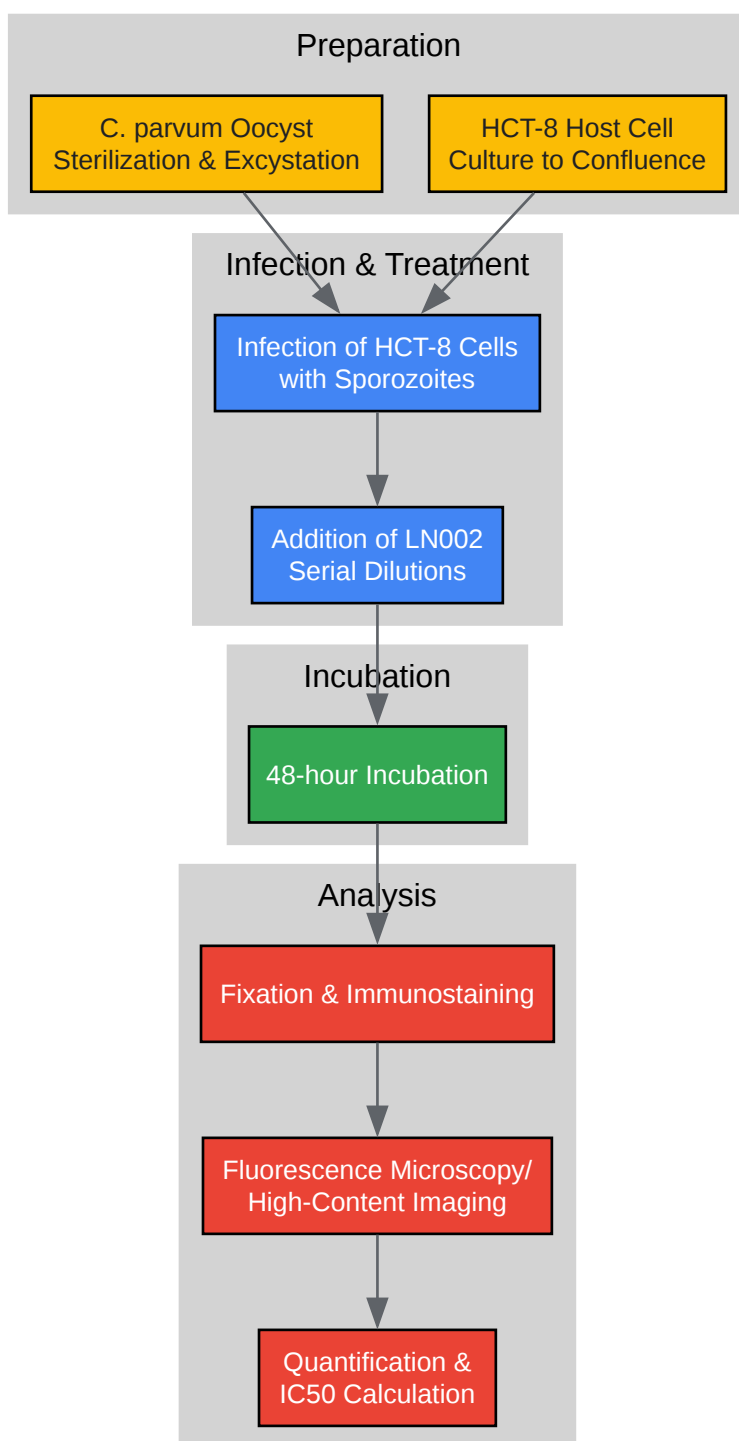 Preparation
C. parvum Oocyst
Sterilization & Excystation
HCT-8 Host Cell
Culture to Confluence
Infection & Treatment
Infection of HCT-8 Cells
with Sporozoites
Addition of LN002
Serial Dilutions
Incubation
48-hour Incubation
Analysis
Fixation & Immunostaining
Fluorescence Microscopy/
High-Content Imaging
Quantification &
IC50 Calculation